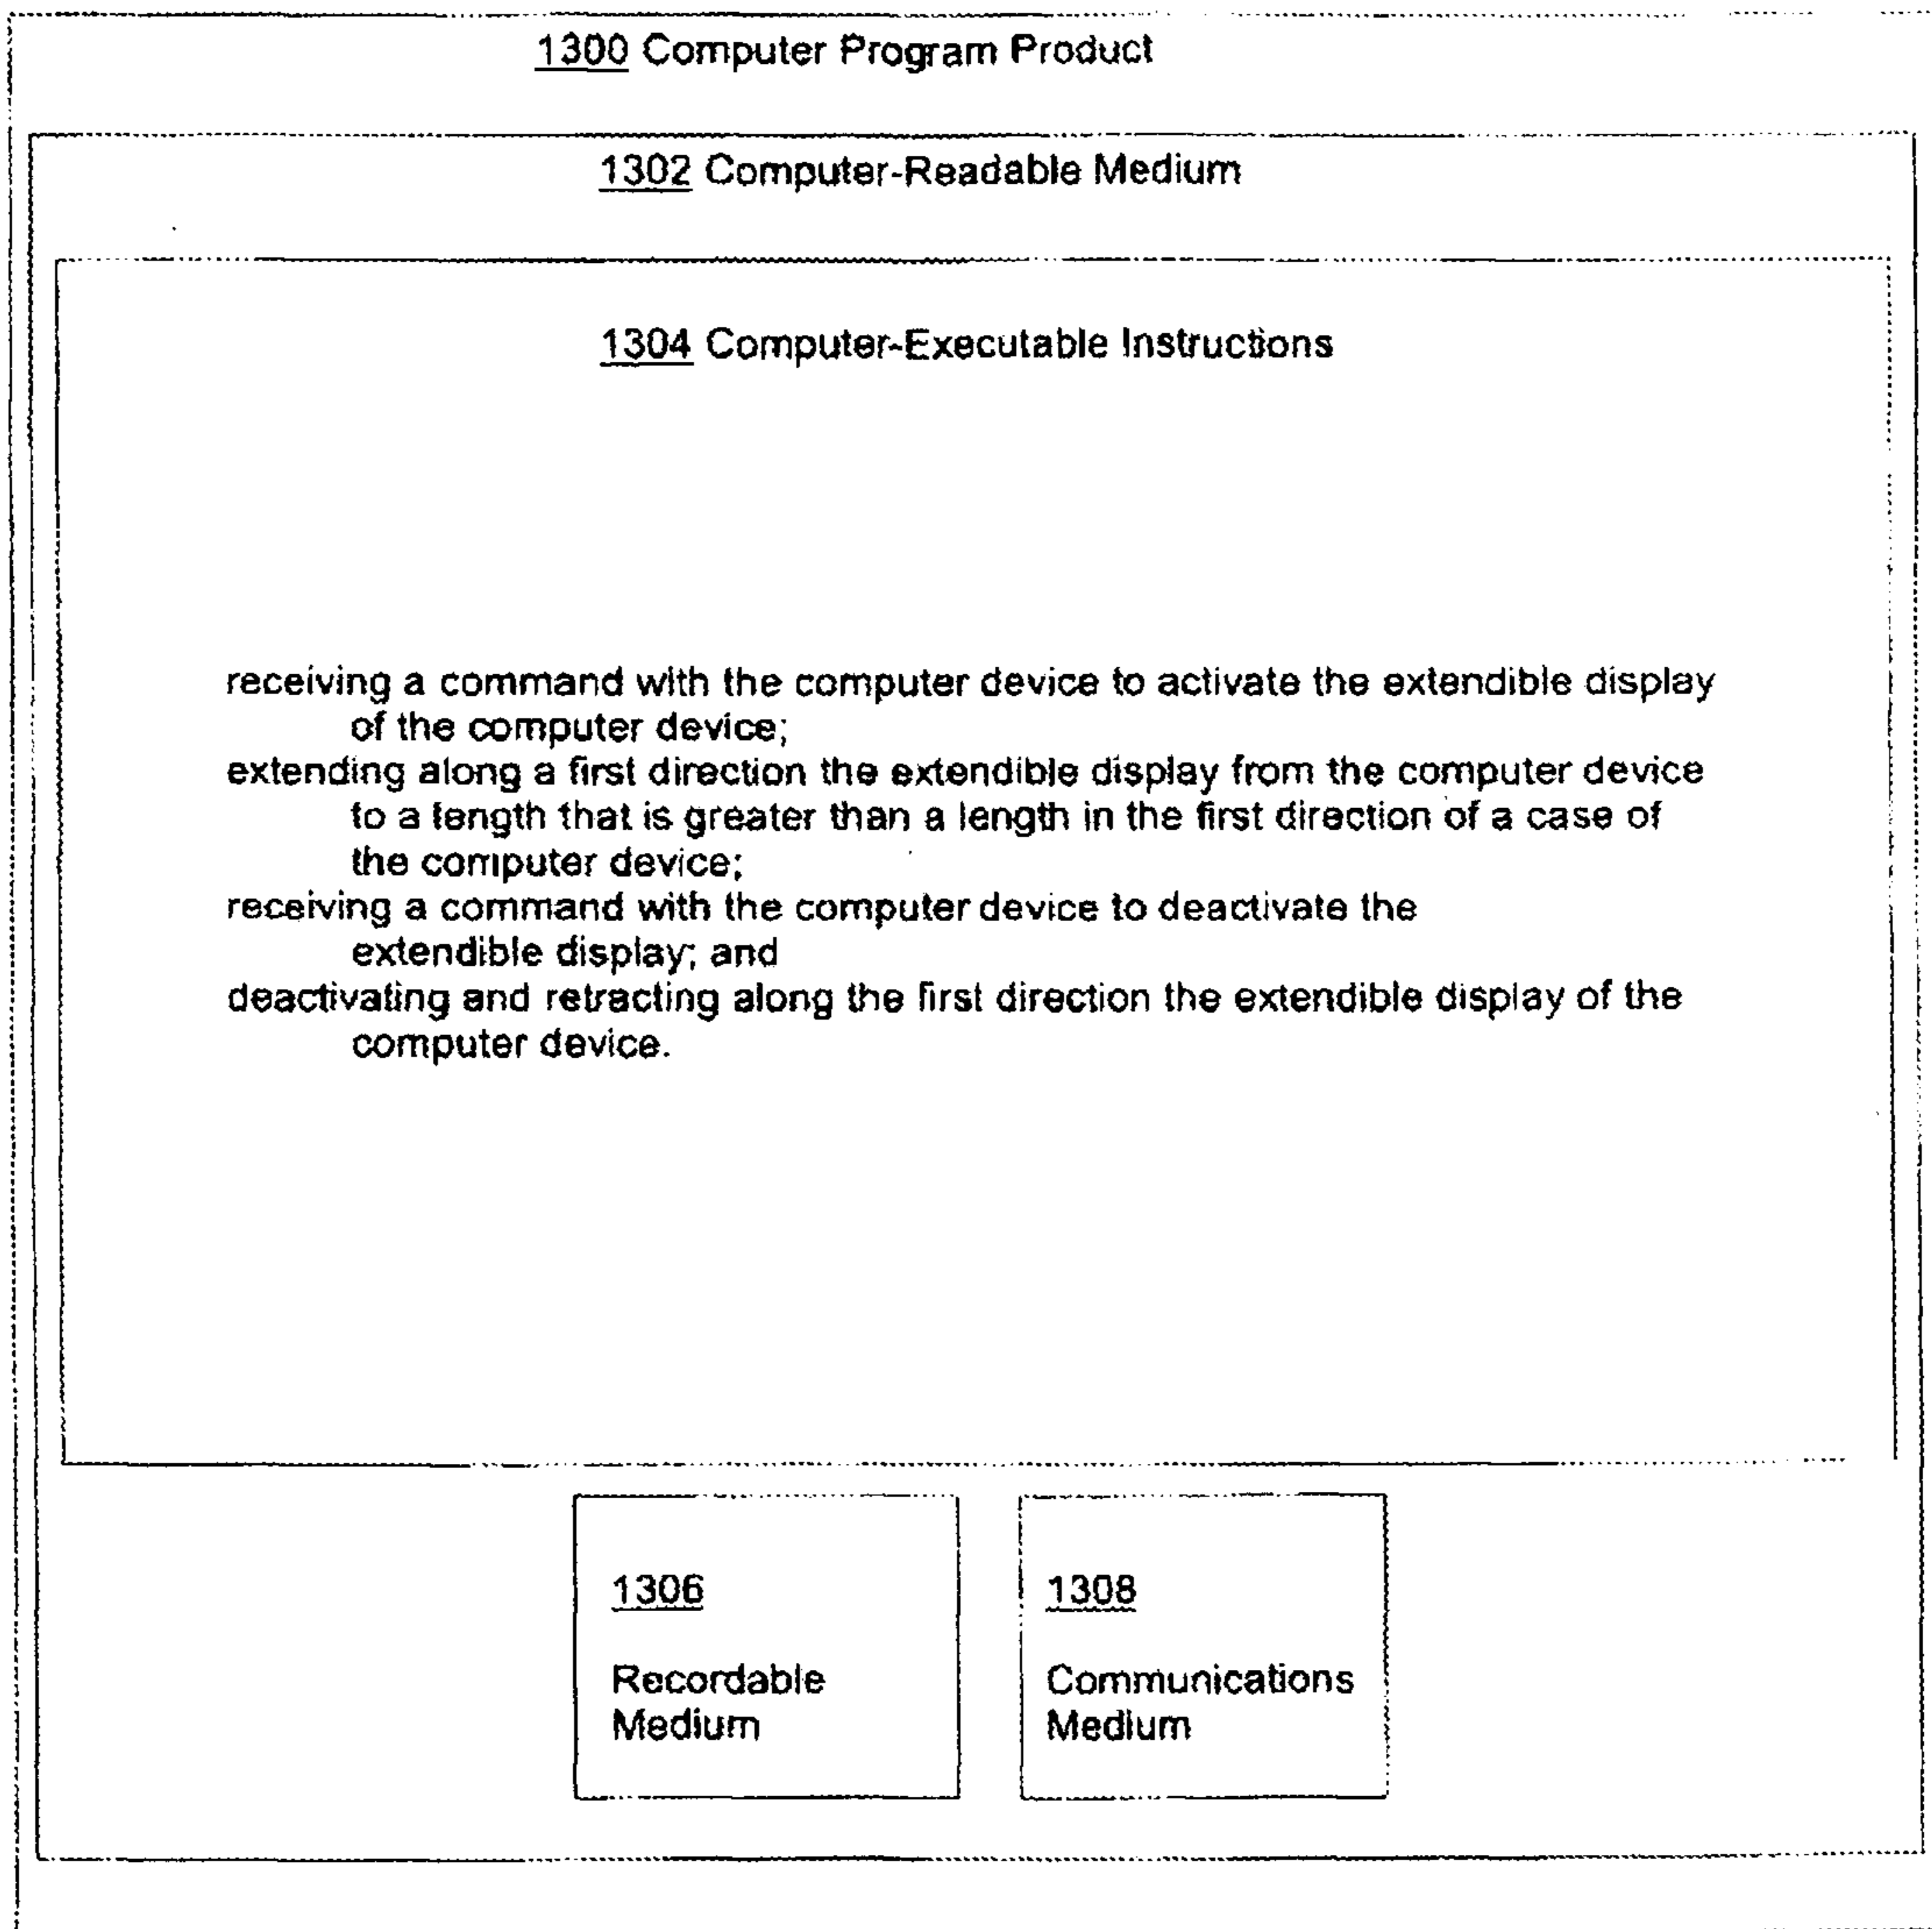 1300 Computer Program Product
1302 Computer-Readable Medium
1304 Computer-Executable Instructions
receiving a command with the computer device to activate the extendible display
of the computer device;
extending along a first direction the extendible display from the computer device
to a length that is greater than a length in the first direction of a case of
the computer device;
receiving a command with the computer device to deactivate the
extendible display; and
deactivating and retracting along the first direction the extendible display of the
computer device.
1306
Recordable
Medium
1308
Communications
Medium